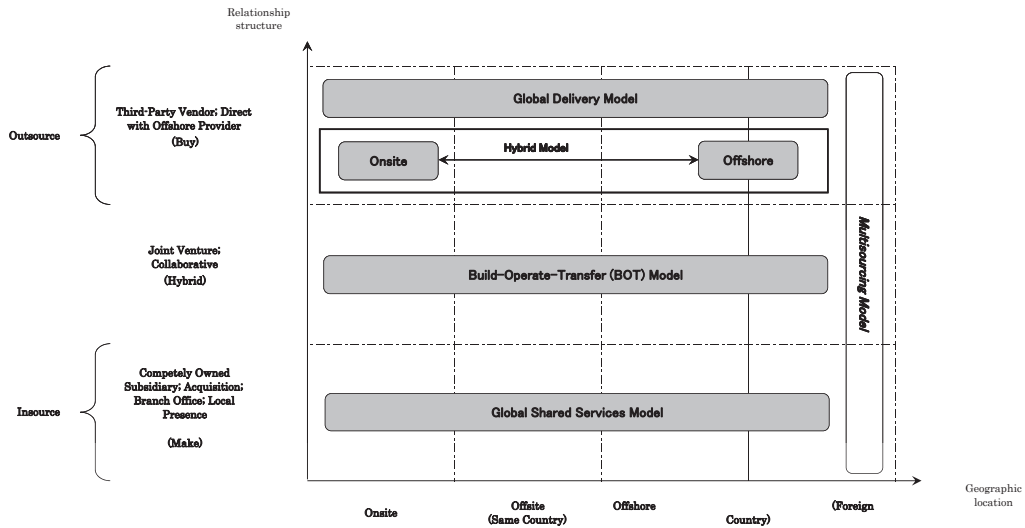 Relationship
structure
Outsource
Third-Party Vendor; Direct
with Offshore Provider
(Buy)
Global Delivery Model
Hybrid Model
Onsite
Offshore
Joint Venture;
Collaborative
(Hybrid)
Build-Operate-Transfer (BOT) Model
Multisourcing Model
Insource
Competely Owned
Subsidiary; Acquisition;
Branch Office; Local
Presence
(Make)
Global Shared Services Model
Onsite
Offsite
(Same Country)
Offshore
(Foreign
Country)
Geographic
location